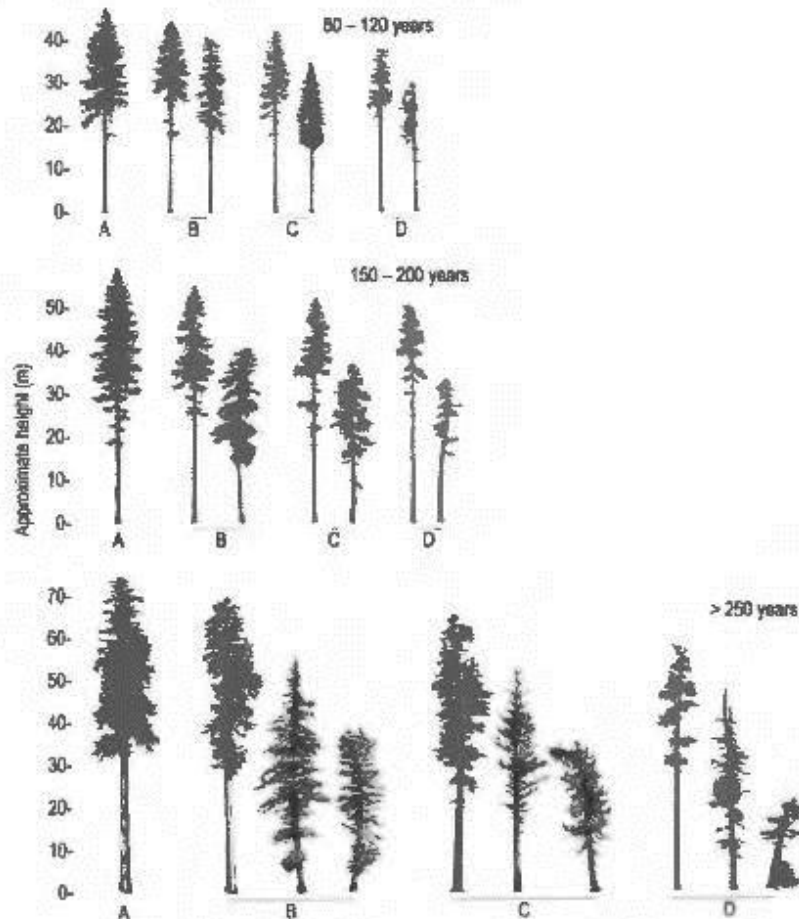 80 – 120 years
40-
30-
20-
10-
0-
A B C D
150 – 200 years
Approximate height (m)
50-
40-
30-
20-
10-
0-
A B C D
> 250 years
70-
60-
50-
40-
30-
20-
10-
0-
A B C D